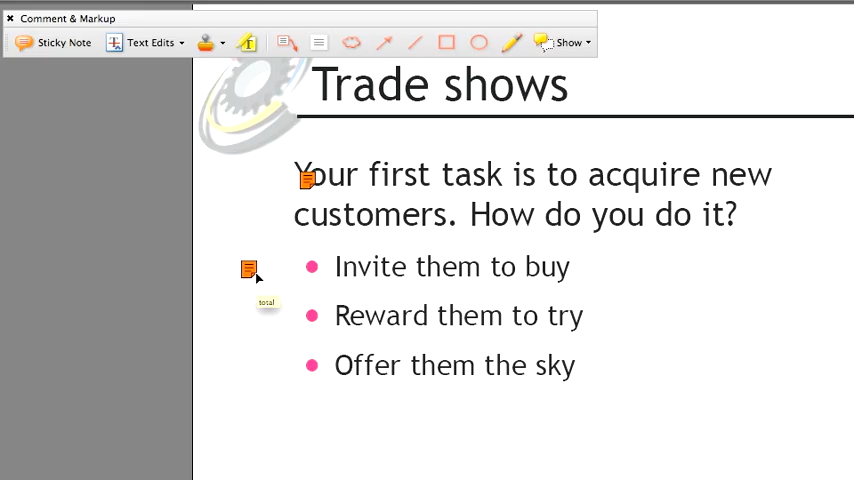 Comment & Markup
Sticky Note Text Edits T Show
Trade shows
Your first task is to acquire new
customers. How do you do it?
Invite them to buy
total
Reward them to try
Offer them the sky